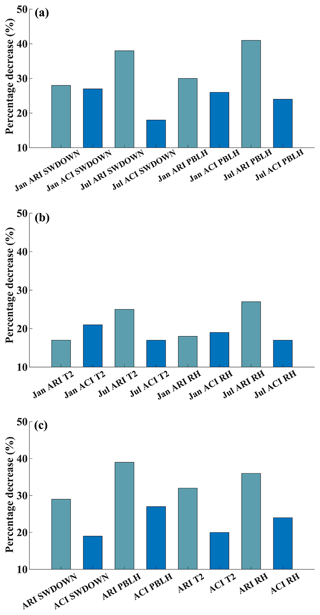 (a)
Percentage decrease (%)
50
40
30
20
10
Jan ARI SWDOWN
Jan ACI SWDOWN
Jul ARI SWDOWN
Jul ACI SWDOWN
Jan ARI PBLH
Jan ACI PBLH
Jul ARI PBLH
Jul ACI PBLH
(b)
Percentage decrease (%)
50
40
30
20
10
Jan ARI T2
Jan ACI T2
Jul ARI T2
Jul ACI T2
Jan ARI RH
Jan ACI RH
Jul ARI RH
Jul ACI RH
(c)
Percentage decrease (%)
50
40
30
20
10
ARI SWDOWN
ACI SWDOWN
ARI PBLH
ACI PBLH
ARI T2
ACI T2
ARI RH
ACI RH